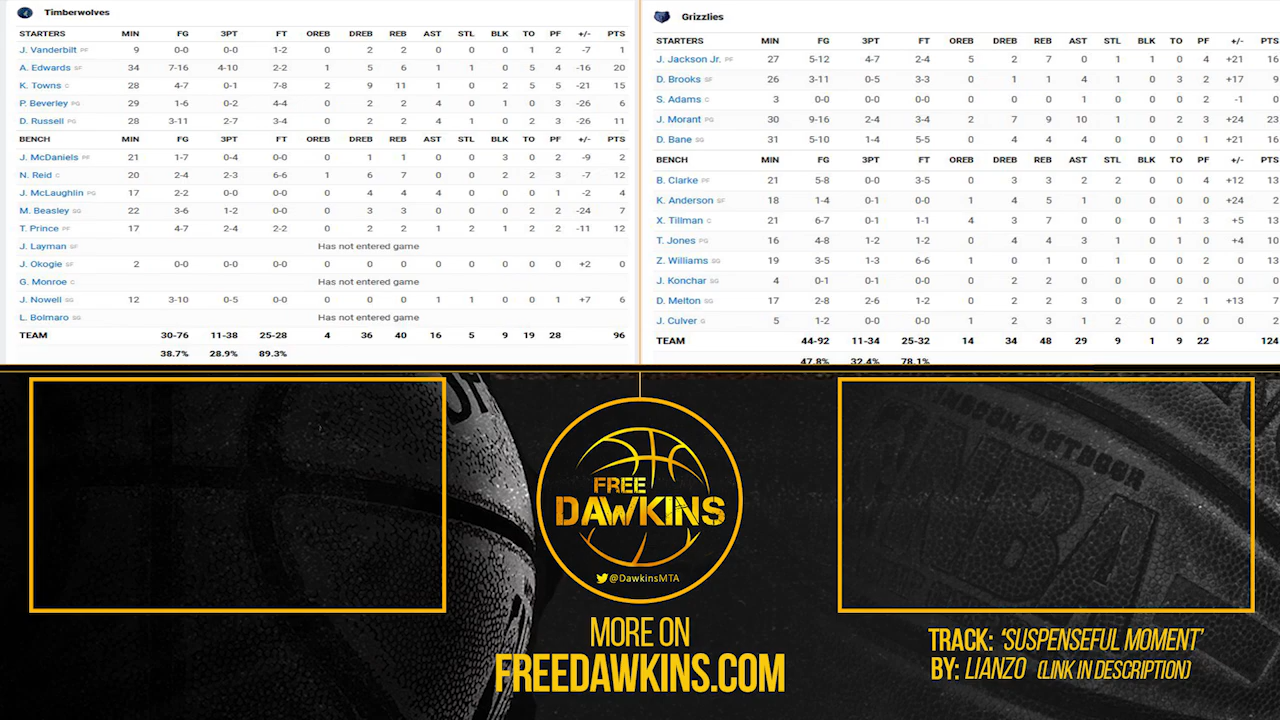 Timberwolves
STARTERS MIN FG 3PT FT OREB DREB REB AST STL BLK TO PF +/- PTS
J. Vanderbilt PF 9 0-0 0-0 1-2 0 2 2 0 0 0 1 2 -7 1
A. Edwards SF 34 7-16 4-10 2-2 1 5 6 1 1 0 5 4 -16 20
K. Towns C 28 4-7 0-1 7-8 2 9 11 1 0 2 5 5 -21 15
P. Beverley PG 29 1-6 0-2 4-4 0 2 2 4 0 1 0 3 -26 6
D. Russell PG 28 3-11 2-7 3-4 0 2 2 4 1 0 2 3 -26 11
BENCH MIN FG 3PT FT OREB DREB REB AST STL BLK TO PF +/- PTS
J. McDaniels PF 21 1-7 0-4 0-0 0 1 1 0 0 3 0 2 -9 2
N. Reid C 20 2-4 2-3 6-6 1 6 7 0 0 2 2 3 -7 12
J. McLaughlin PG 17 2-2 0-0 0-0 0 4 4 4 0 0 0 1 -2 4
M. Beasley SG 22 3-6 1-2 0-0 0 3 3 0 0 0 2 2 -24 7
T. Prince PF 17 4-7 2-4 2-2 0 2 2 1 2 1 2 2 -11 12
J. Layman SF Has not entered game
J. Okogie SF 2 0-0 0-0 0-0 0 0 0 0 0 0 0 0 +2 0
G. Monroe C Has not entered game
J. Nowell SG 12 3-10 0-5 0-0 0 0 0 1 1 0 0 1 +7 6
L. Bolmaro SG Has not entered game
TEAM 30-76 11-38 25-28 4 36 40 16 5 9 19 28 96
38.7% 28.9% 89.3%
Grizzlies
STARTERS MIN FG 3PT FT OREB DREB REB AST STL BLK TO PF +/- PTS
J. Jackson Jr. PF 27 5-12 4-7 2-4 5 2 7 0 1 1 0 4 +21 16
D. Brooks SF 26 3-11 0-5 3-3 0 1 1 4 1 0 3 2 +17 9
S. Adams C 3 0-0 0-0 0-0 0 0 0 1 0 0 0 2 -1 0
J. Morant PG 30 9-16 2-4 3-4 2 7 9 10 1 0 2 3 +24 23
D. Bane SG 31 5-10 1-4 5-5 0 4 4 4 0 0 0 1 +21 16
BENCH MIN FG 3PT FT OREB DREB REB AST STL BLK TO PF +/- PTS
B. Clarke PF 21 5-8 0-0 3-5 0 3 3 2 2 0 0 4 +12 13
K. Anderson SF 18 1-4 0-1 0-0 1 4 5 1 0 0 0 0 +24 2
X. Tillman C 21 6-7 0-1 1-1 4 3 7 0 3 0 1 3 +5 13
T. Jones PG 16 4-8 1-2 1-2 0 4 4 3 1 0 1 0 +4 10
Z. Williams SG 19 3-5 1-3 6-6 1 0 1 0 1 0 0 2 0 13
J. Konchar SG 4 0-1 0-1 0-0 0 2 2 0 0 0 0 0 0 0
D. Melton SG 17 2-8 2-6 1-2 0 2 2 3 0 0 2 1 +13 7
J. Culver G 5 1-2 0-0 0-0 1 2 3 1 2 0 0 0 0 2
TEAM 44-92 11-34 25-32 14 34 48 29 9 1 9 22 124
47.8% 32.4% 78.1%
FREE
DAWKINS
@DawkinsMTA
MORE ON
FREEDAWKINS.COM
TRACK: 'SUSPENSEFUL MOMENT'
BY: LIANZO (LINK IN DESCRIPTION)